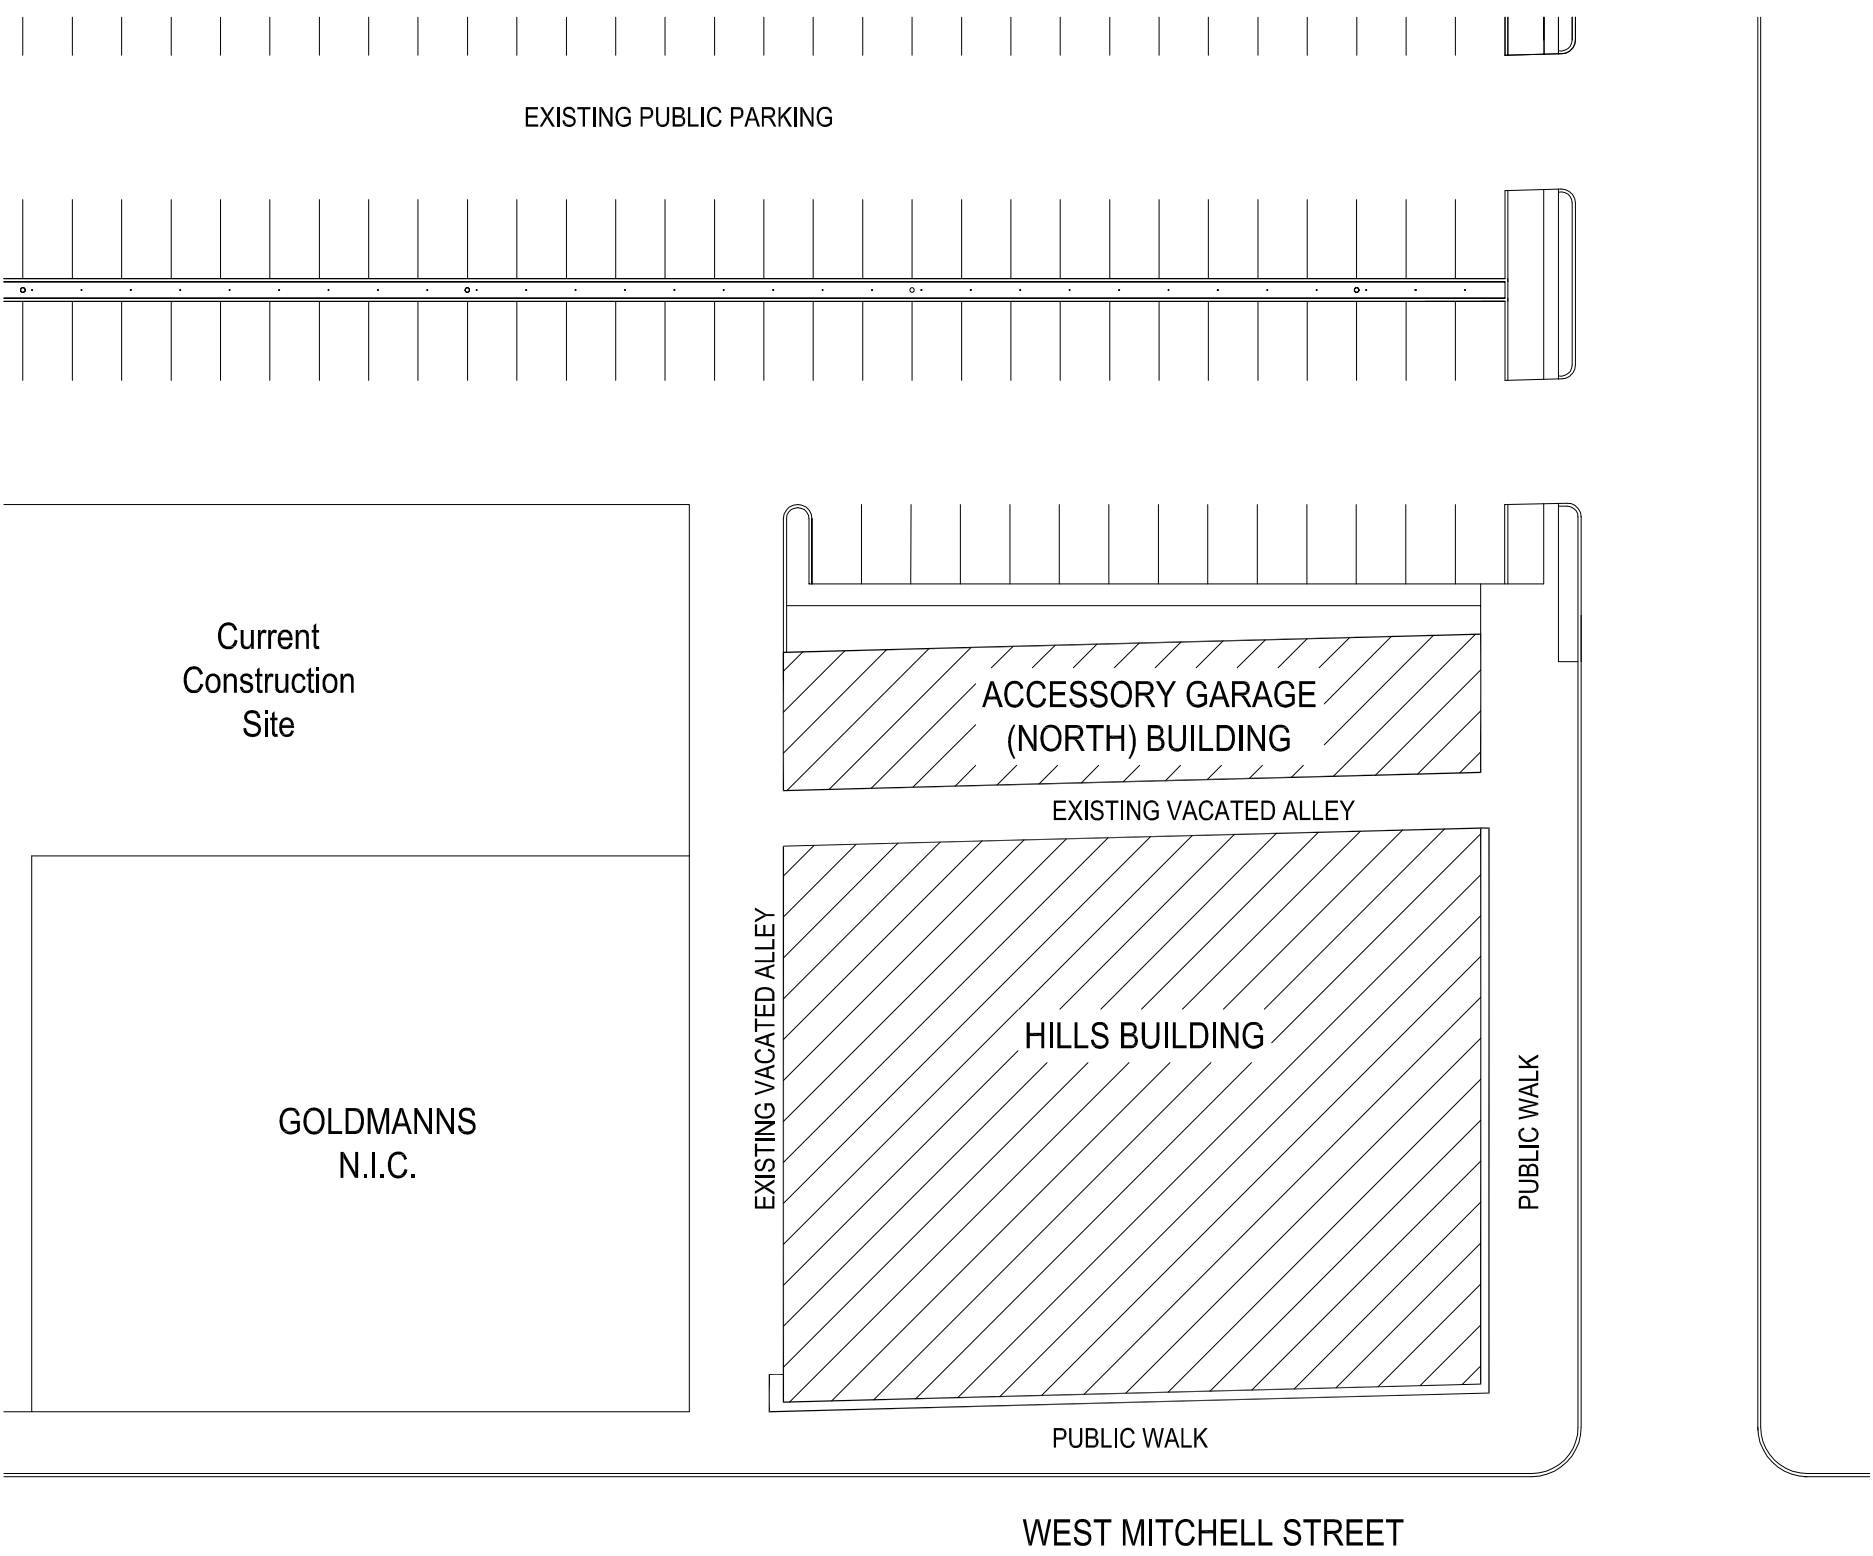 EXISTING PUBLIC PARKING
Current
Construction
Site
ACCESSORY GARAGE
(NORTH) BUILDING
EXISTING VACATED ALLEY
EXISTING VACATED ALLEY
HILLS BUILDING
PUBLIC WALK
GOLDMANNS
N.I.C.
PUBLIC WALK
WEST MITCHELL STREET